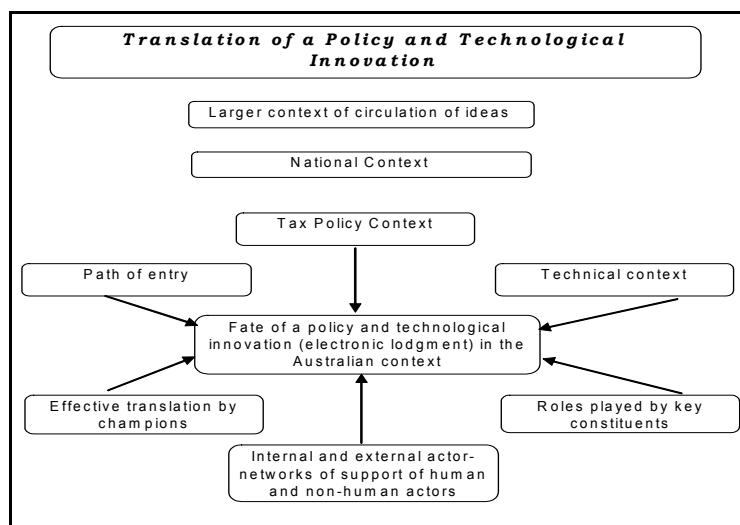 Translation of a Policy and Technological
Innovation
Larger context of circulation of ideas
National Context
Tax Policy Context
Path of entry
Technical context
Fate of a policy and technological
innovation (electronic lodgment) in the
Australian context
Effective translation by
champions
Roles played by key
constituents
Internal and external actor-
networks of support of human
and non-human actors